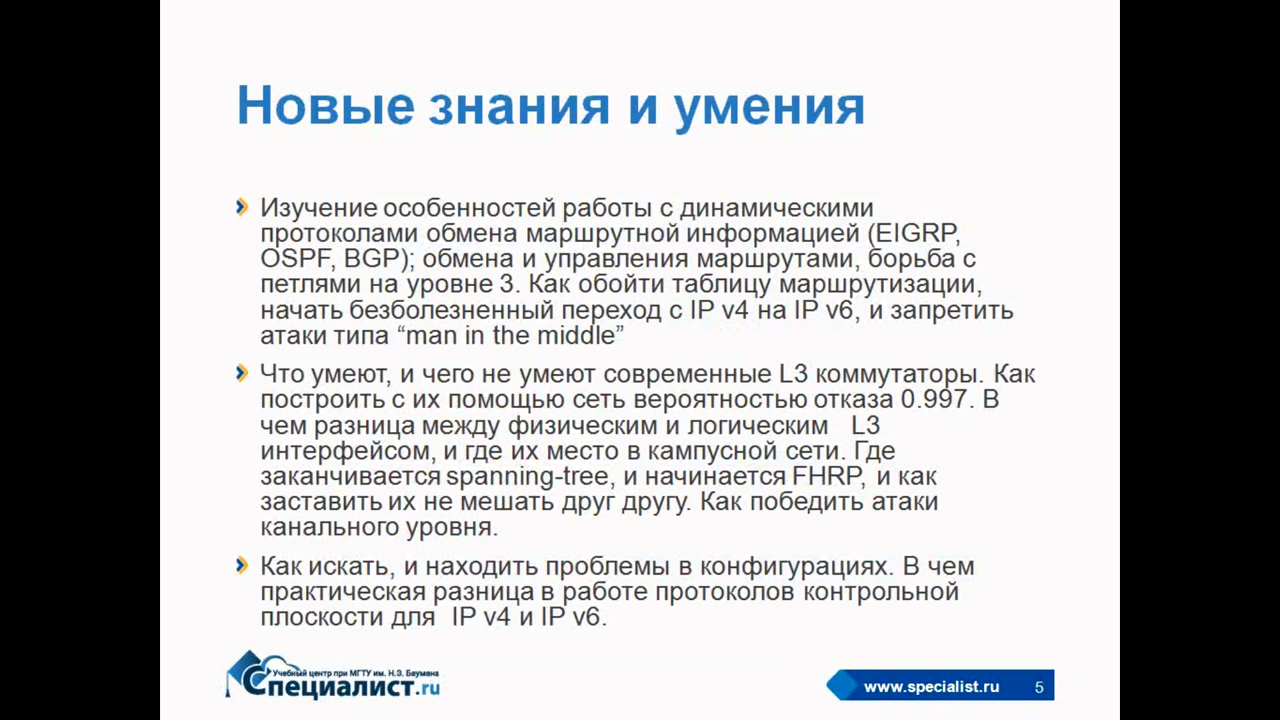 Новые знания и умения
Изучение особенностей работы с динамическими
протоколами обмена маршрутной информацией (EIGRP,
OSPF, BGP); обмена и управления маршрутами, борьба с
петлями на уровне 3. Как обойти таблицу маршрутизации,
начать безболезненный переход с IP v4 на IP v6, и запретить
атаки типа “man in the middle”
Что умеют, и чего не умеют современные L3 коммутаторы. Как
построить с их помощью сеть вероятностью отказа 0.997. В
чем разница между физическим и логическим L3
интерфейсом, и где их место в кампусной сети. Где
заканчивается spanning-tree, и начинается FHRP, и как
заставить их не мешать друг другу. Как победить атаки
канального уровня.
Как искать, и находить проблемы в конфигурациях. В чем
практическая разница в работе протоколов контрольной
плоскости для IP v4 и IP v6.
Учебный центр при МГТУ им. Н.Э. Баумана
Специалист.ru
www.specialist.ru 5